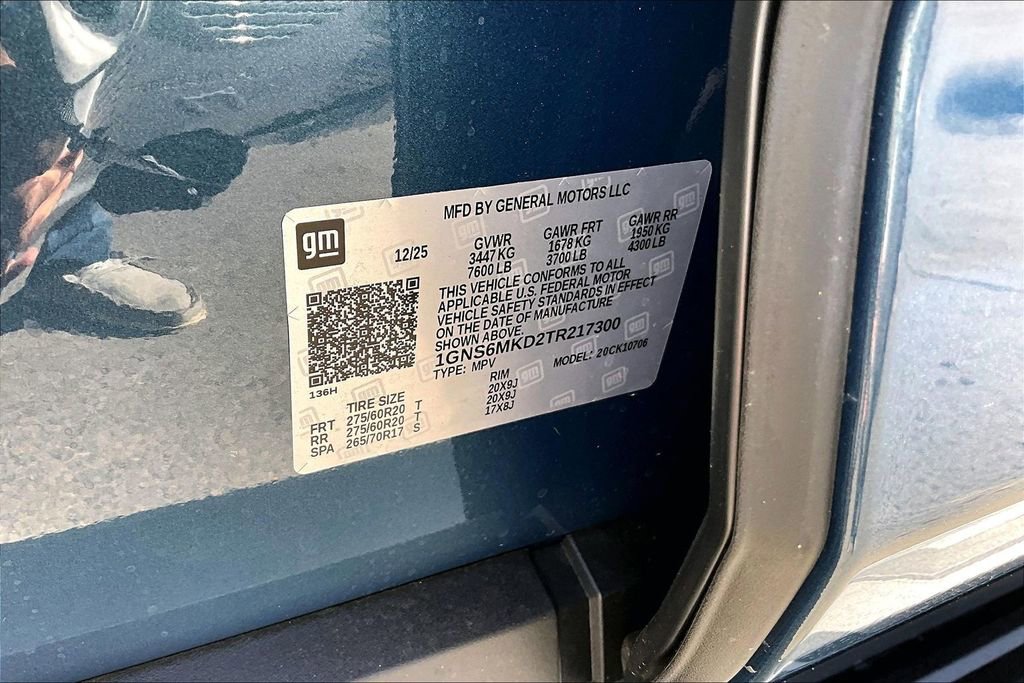 MFD BY GENERAL MOTORS LLC
gm
12/25
GVWR GAWR FRT GAWR RR
3447 KG 1678 KG 1950 KG
7600 LB 3700 LB 4300 LB
THIS VEHICLE CONFORMS TO ALL
APPLICABLE U.S. FEDERAL MOTOR
VEHICLE SAFETY STANDARDS IN EFFECT
ON THE DATE OF MANUFACTURE
SHOWN ABOVE.
1GNS6MKD2TR217300
TYPE: MPV MODEL: 20CK10706
136H
TIRE SIZE RIM
FRT 275/60R20 T 20X9J
RR 275/60R20 T 20X9J
SPA 265/70R17 S 17X8J